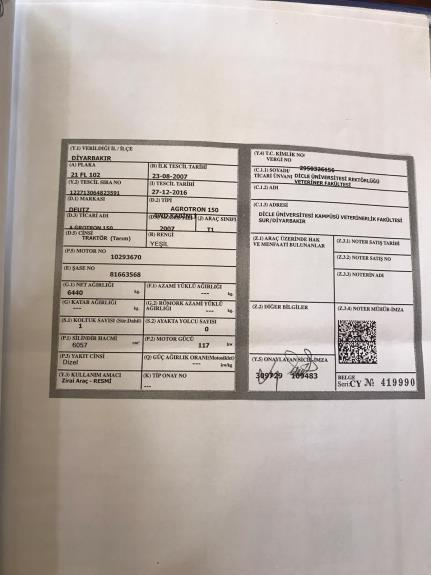 (Y.1) VERİLDİĞİ İL / İLÇE
DİYARBAKIR
(A) PLAKA
21 FL 102
(B) İLK TESCİL TARİHİ
23-08-2007
(Y.2) TESCİL SIRA NO
122713064823591
(I) TESCİL TARİHİ
27-12-2016
(D.1) MARKASI
DEUTZ
(D.2) TİPİ
AGROTRON 150
(D.3) TİCARİ ADI
A GROTRON 150
2007
(J) ARAÇ SINIFI
T1
(D.5) CİNSİ
TRAKTÖR (Tarım)
(R) RENGİ
YEŞİL
(P.5) MOTOR NO
10293670
(E) ŞASE NO
81663568
(G.1) NET AĞIRLIĞI
6440 kg.
(F.1) AZAMİ YÜKLÜ AĞIRLIĞI
--- kg.
(G) KATAR AĞIRLIĞI
--- kg.
(G.2) RÖMORK AZAMİ YÜKLÜ AĞIRLIĞI
--- kg.
(S.1) KOLTUK SAYISI (Sür.Dahil)
1
(S.2) AYAKTA YOLCU SAYISI
0
(P.1) SİLİNDİR HACMİ
6057 cm³
(P.2) MOTOR GÜCÜ
117 kw
(P.3) YAKIT CİNSİ
Dizel
(Q) GÜÇ AĞIRLIK ORANI(Motosiklet)
--- kw/kg
(Y.3) KULLANIM AMACI
Zirai Araç - RESMİ
(K) TİP ONAY NO
---
(Y.4) T.C. KİMLİK NO/
VERGİ NO
2950326156
(C.1.1) SOYADI/
TİCARİ ÜNVANI
DİCLE ÜNİVERSİTESİ REKTÖRLÜĞÜ
VETERİNER FAKÜLTESİ
(C.1.2) ADI
(C.1.3) ADRESİ
DİCLE ÜNİVERSİTESİ KAMPÜSÜ VETERİNERLİK FAKÜLTESİ
SUR/DİYARBAKIR
(Z.1) ARAÇ ÜZERİNDE HAK
VE MENFAATİ BULUNANLAR
(Z.3.1) NOTER SATIŞ TARİHİ
(Z.3.2) NOTER SATIŞ NO
(Z.3.3) NOTERİN ADI
(Z.2) DİĞER BİLGİLER
(Z.3.4) NOTER MÜHÜR-İMZA
(Y.5) ONAYLAYAN SİCİL-İMZA
309729 109483
BELGE
Seri: CY № 419990